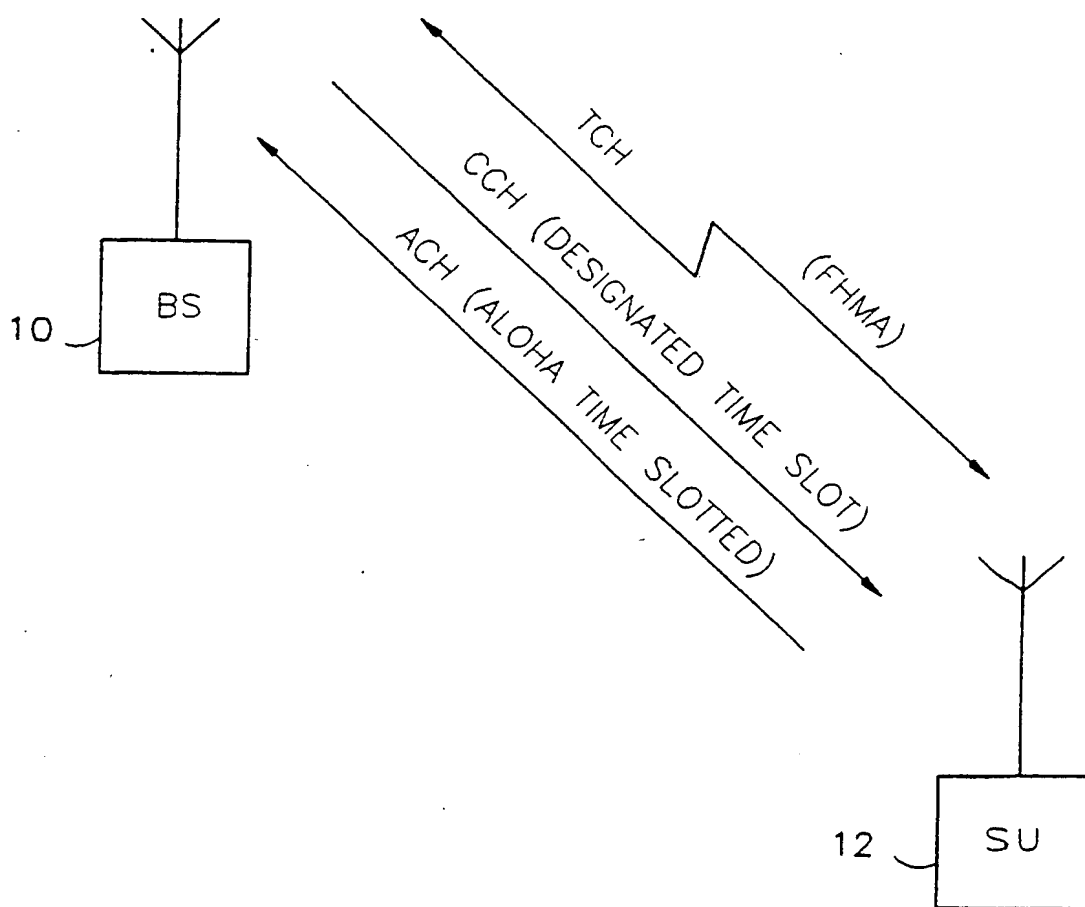 TCH
(FHMA)
CCH (DESIGNATED TIME SLOT)
ACH (ALOHA TIME SLOTTED)
BS
10
SU
12